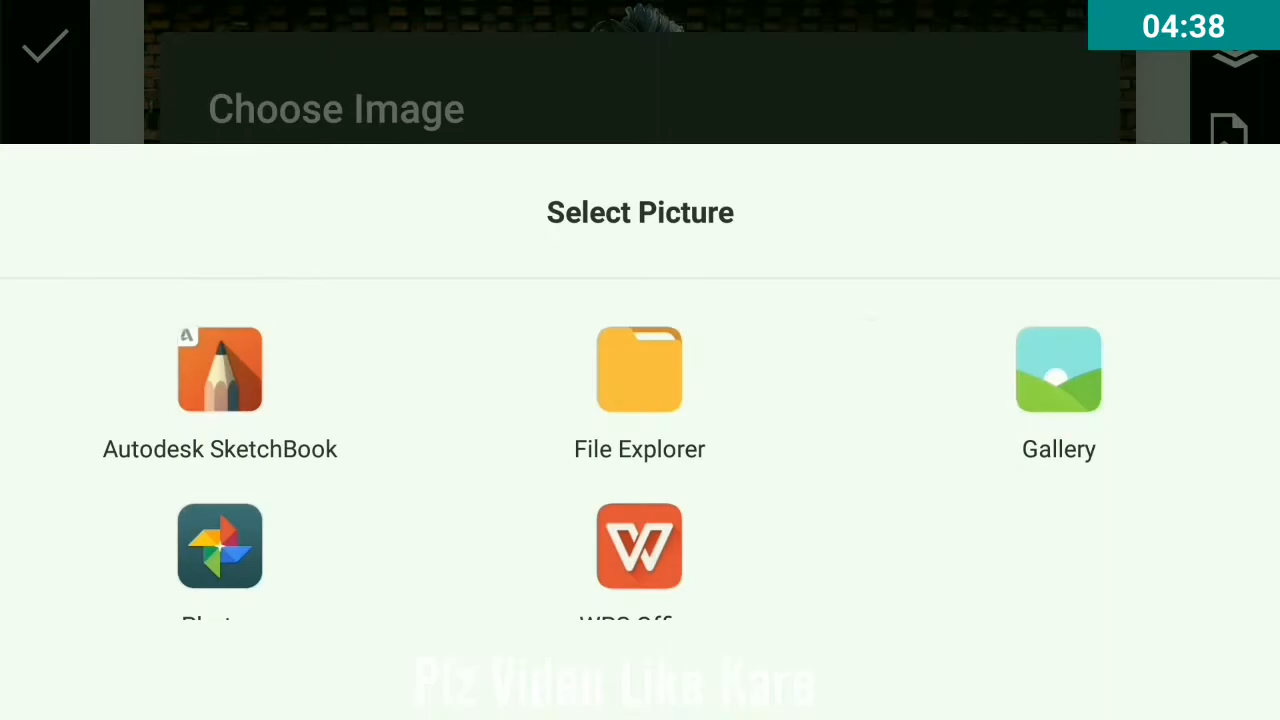 04:38
Choose Image
Select Picture
Autodesk SketchBook
File Explorer
Gallery
Plz Video Like Kare